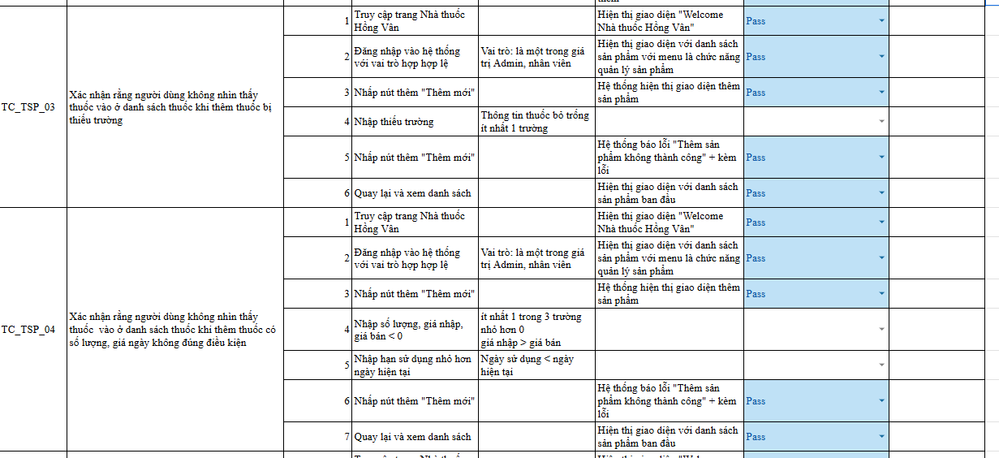 1
Truy cập trang Nhà thuốc
Hồng Vân
Hiện thị giao diện "Welcome
Nhà thuốc Hồng Vân"
Pass
2
Đăng nhập vào hệ thống
với vai trò hợp hợp lệ
Vai trò: là một trong giá
trị Admin, nhân viên
Hiện thị giao diện với danh sách
sản phẩm với menu là chức năng
quản lý sản phẩm
Pass
3
Nhấp nút thêm "Thêm mới"
Hệ thống hiện thị giao diện thêm
sản phẩm
Pass
TC_TSP_03
Xác nhận rằng người dùng không nhìn thấy
thuốc vào ở danh sách thuốc khi thêm thuốc bị
thiếu trường
4
Nhập thiếu trường
Thông tin thuốc bỏ trống
ít nhất 1 trường
5
Nhấp nút thêm "Thêm mới"
Hệ thống báo lỗi "Thêm sản
phẩm không thành công" + kèm
lỗi
Pass
6
Quay lại và xem danh sách
Hiện thị giao diện với danh sách
sản phẩm ban đầu
Pass
1
Truy cập trang Nhà thuốc
Hồng Vân
Hiện thị giao diện "Welcome
Nhà thuốc Hồng Vân"
Pass
2
Đăng nhập vào hệ thống
với vai trò hợp hợp lệ
Vai trò: là một trong giá
trị Admin, nhân viên
Hiện thị giao diện với danh sách
sản phẩm với menu là chức năng
quản lý sản phẩm
Pass
3
Nhấp nút thêm "Thêm mới"
Hệ thống hiện thị giao diện thêm
sản phẩm
Pass
TC_TSP_04
Xác nhận rằng người dùng không nhìn thấy
thuốc vào ở danh sách thuốc khi thêm thuốc có
số lượng, giá ngày không đúng điều kiện
4
Nhập số lượng, giá nhập,
giá bán < 0
ít nhất 1 trong 3 trường
nhỏ hơn 0
giá nhập > giá bán
5
Nhập hạn sử dụng nhỏ hơn
ngày hiện tại
Ngày sử dụng < ngày
hiện tại
6
Nhấp nút thêm "Thêm mới"
Hệ thống báo lỗi "Thêm sản
phẩm không thành công" + kèm
lỗi
Pass
7
Quay lại và xem danh sách
Hiện thị giao diện với danh sách
sản phẩm ban đầu
Pass